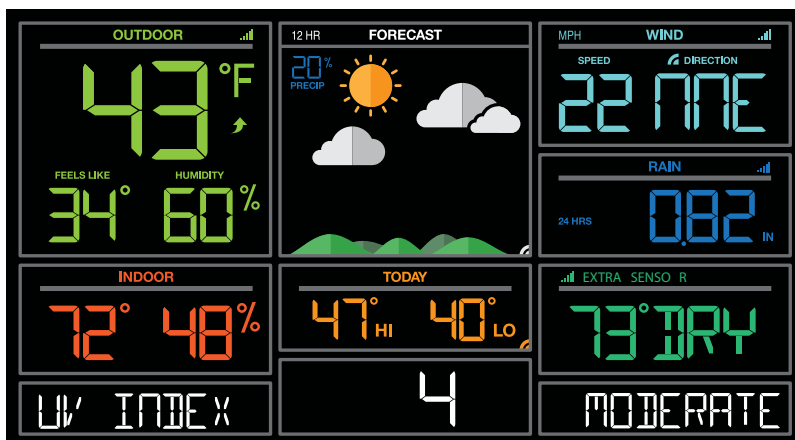 OUTDOOR
43°F
FEELS LIKE HUMIDITY
34° 60%
12 HR FORECAST
20%
PRECIP
MPH WIND
SPEED DIRECTION
22 NNE
RAIN
24 HRS 0.82 IN
INDOOR
72° 48%
TODAY
47° HI 40° LO
EXTRA SENSO R
73° DRY
UV INDEX 4 MODERATE